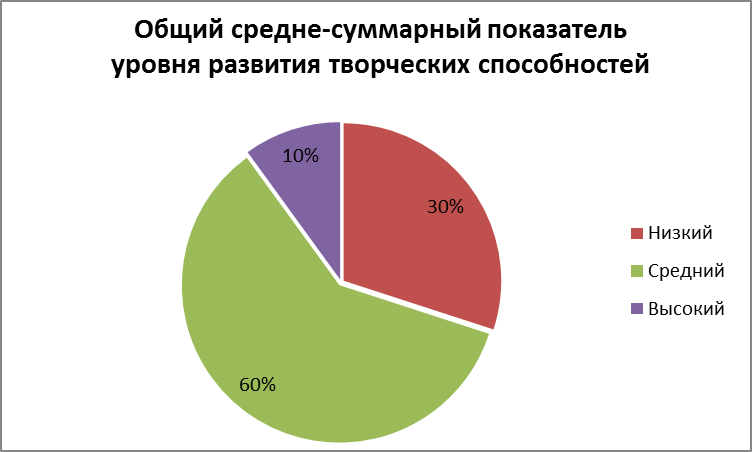 Общий средне-суммарный показатель
уровня развития творческих способностей
10%
30%
60%
Низкий
Средний
Высокий